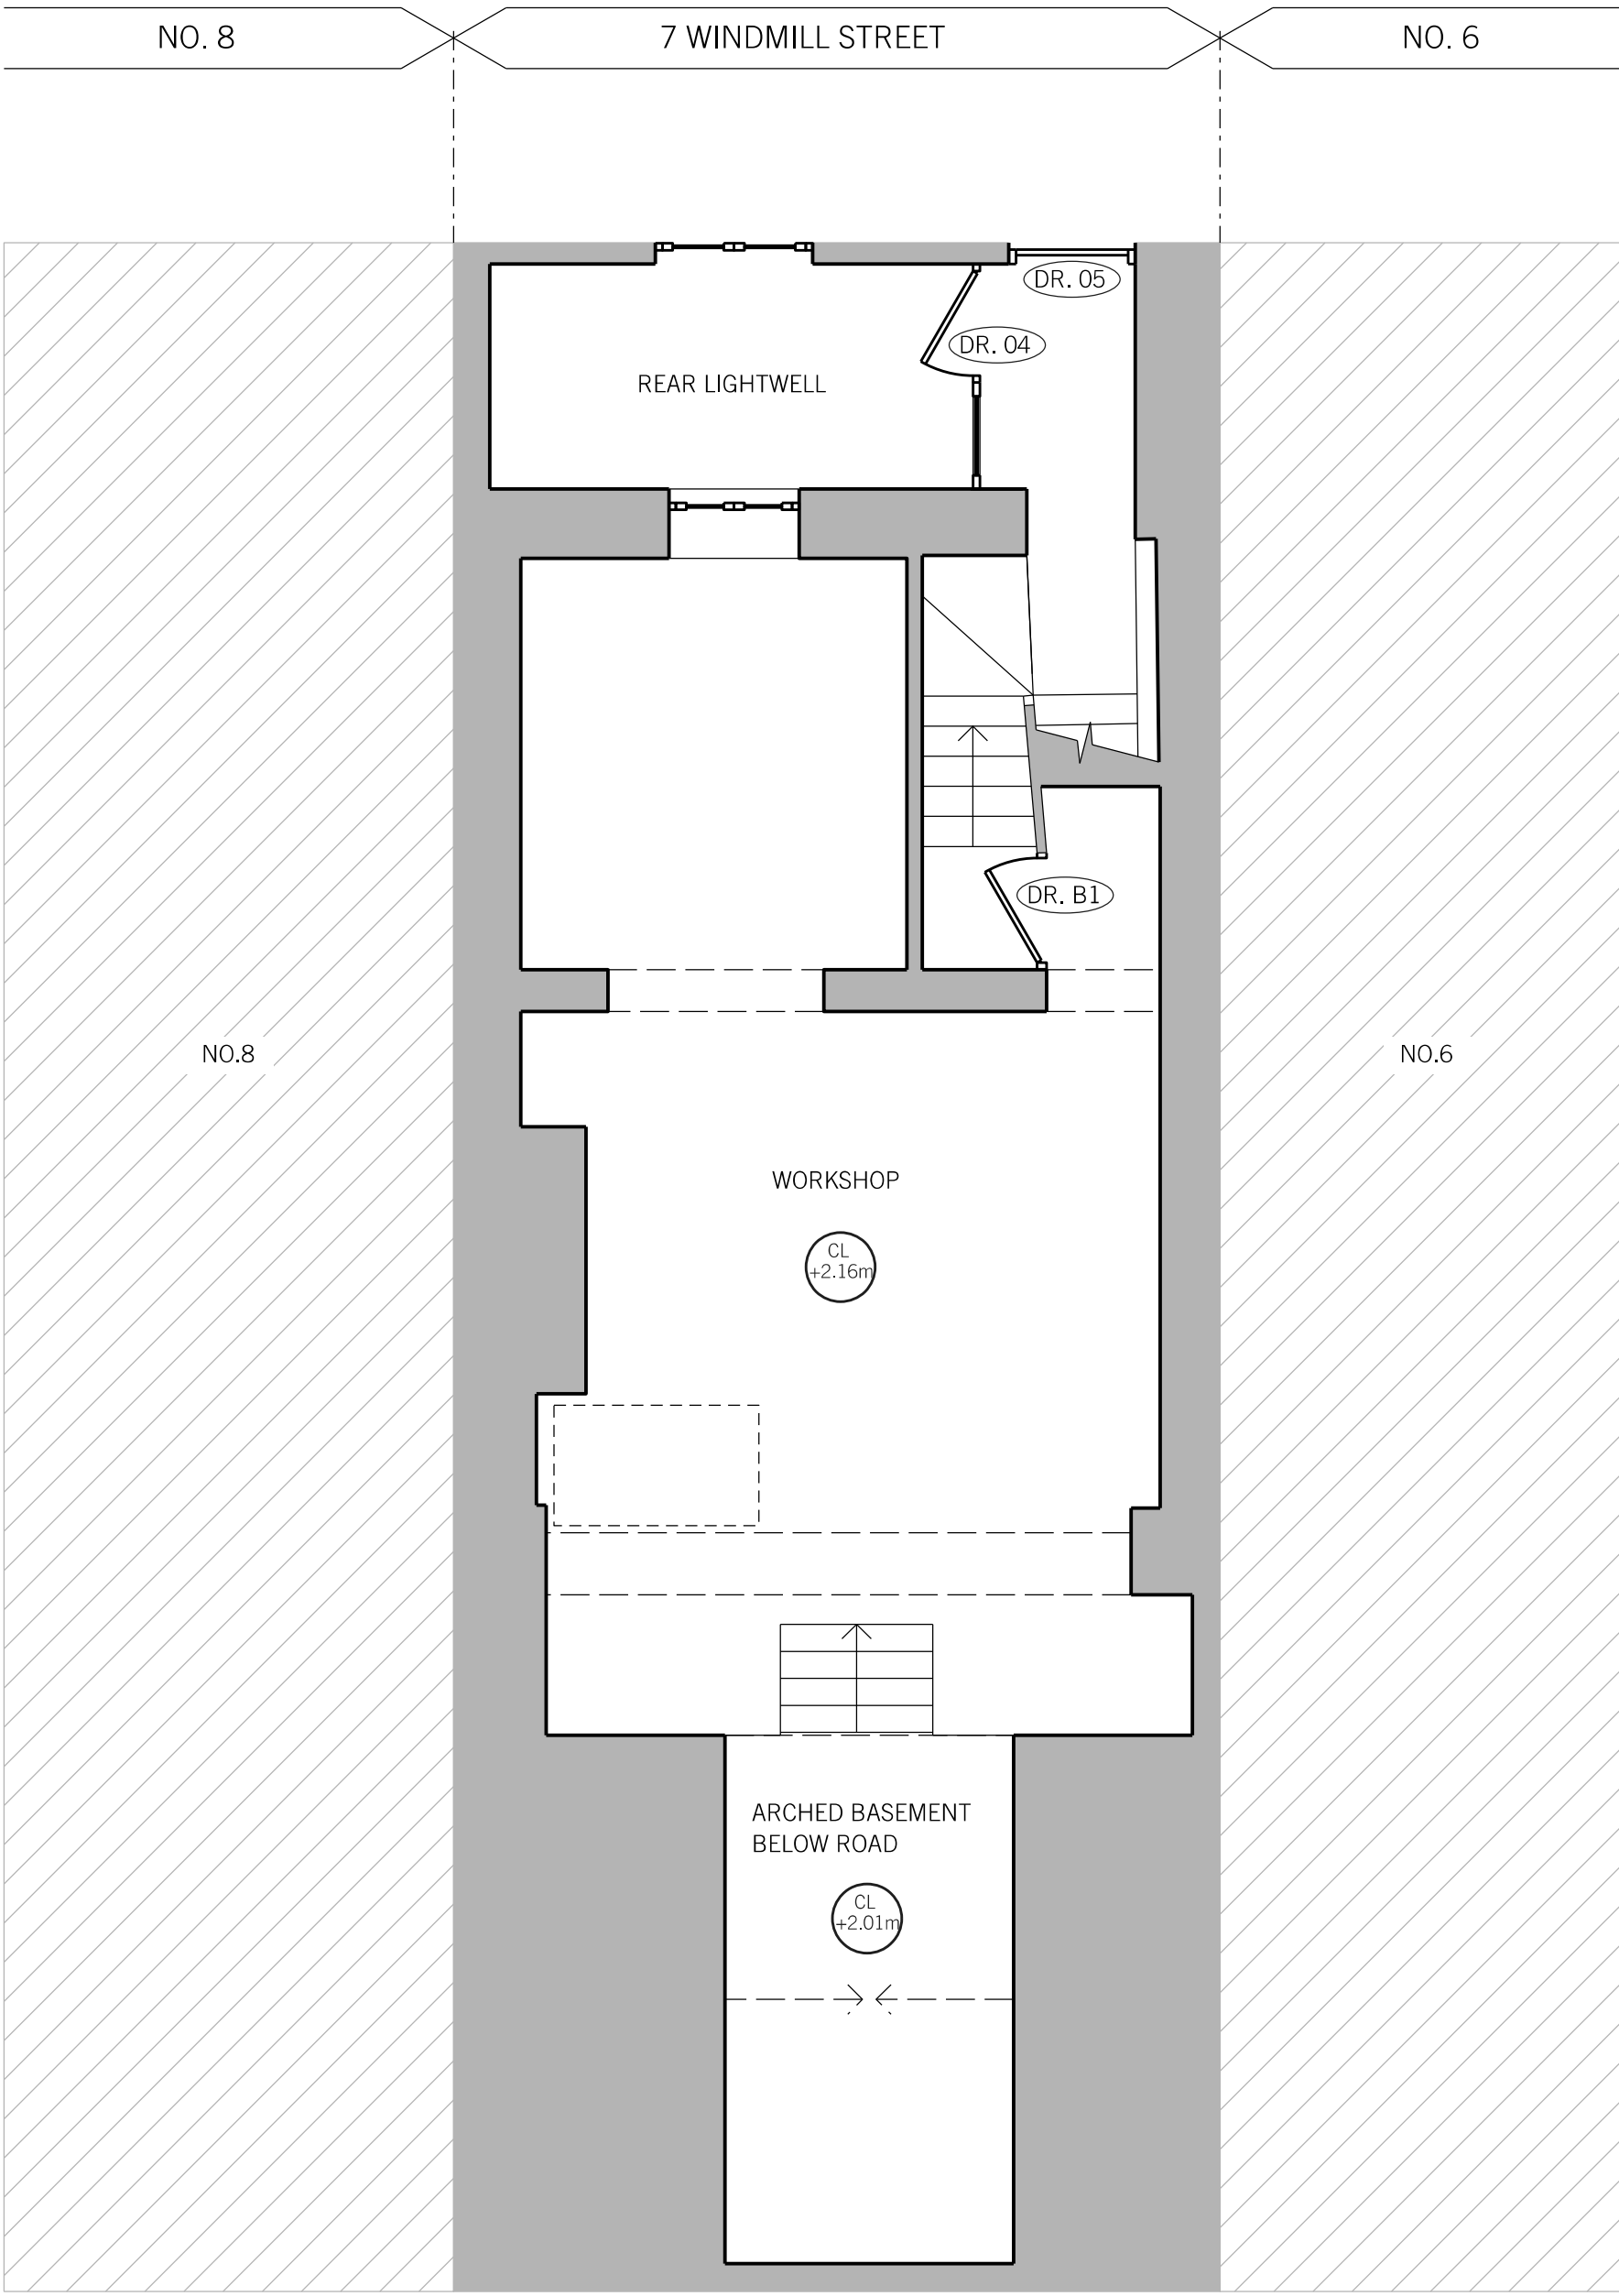 NO. 8
7 WINDMILL STREET
NO. 6
DR. 05
DR. 04
REAR LIGHTWELL
DR. B1
NO.8
NO.6
WORKSHOP
CL
+2.16m
ARCHED BASEMENT
BELOW ROAD
CL
+2.01m